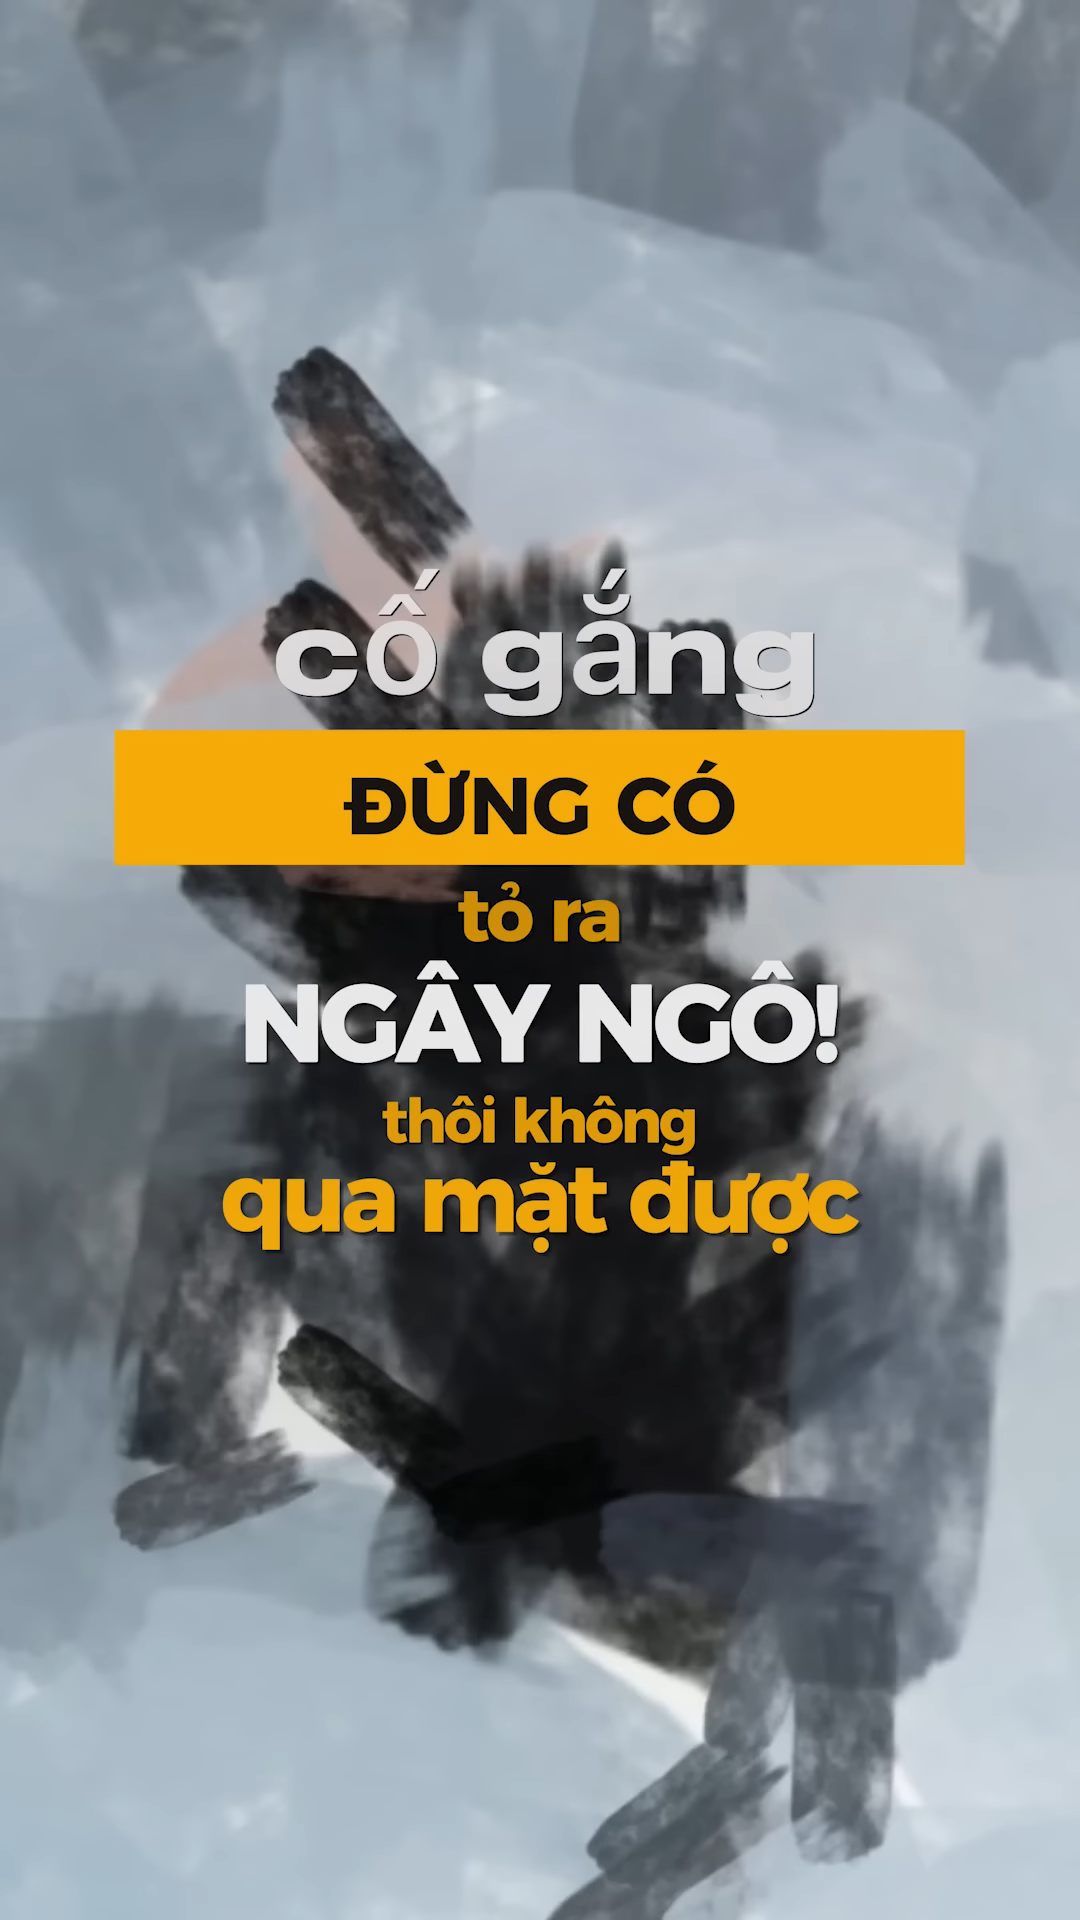 cố gắng
ĐỪNG CÓ
tỏ ra
NGÂY NGÔ!
thôi không
qua mặt được